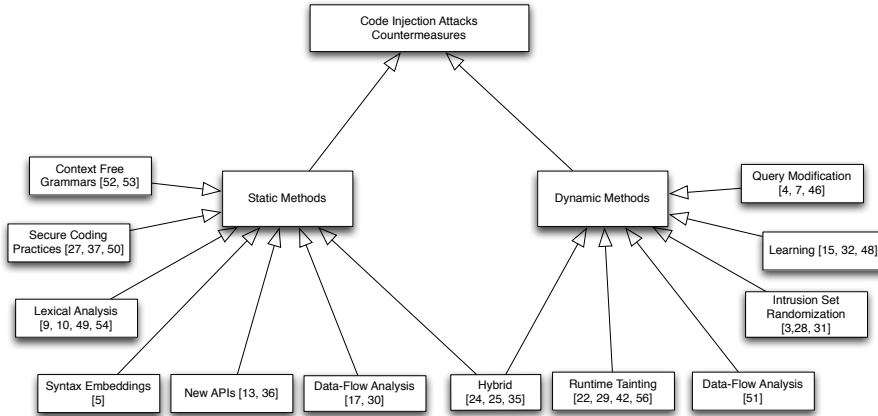 Code Injection Attacks
Countermeasures
Context Free
Grammars [52, 53]
Static Methods
Dynamic Methods
Query Modification
[4, 7, 46]
Secure Coding
Practices [27, 37, 50]
Learning [15, 32, 48]
Lexical Analysis
[9, 10, 49, 54]
Intrusion Set
Randomization
[3,28, 31]
Syntax Embeddings
[5]
New APIs [13, 36]
Data-Flow Analysis
[17, 30]
Hybrid
[24, 25, 35]
Runtime Tainting
[22, 29, 42, 56]
Data-Flow Analysis
[51]